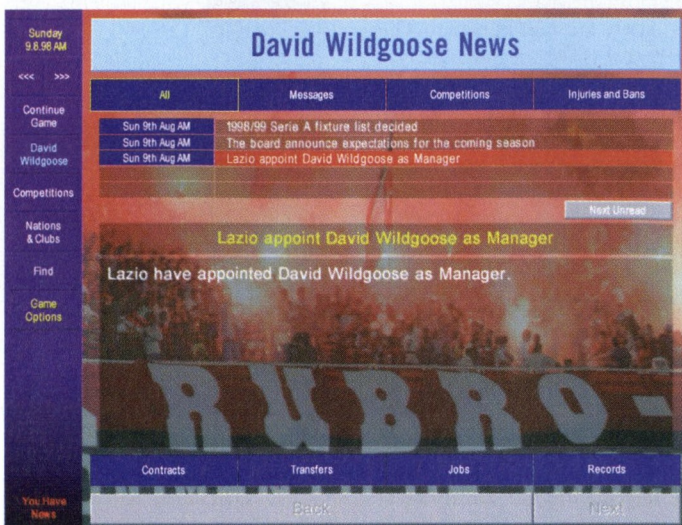 Sunday
9.8.98 AM
<<< >>>
Continue
Game
David
Wildgoose
Competitions
Nations
& Clubs
Find
Game
Options
You Have
News
David Wildgoose News
All Messages Competitions Injuries and Bans
Sun 9th Aug AM 1998/99 Serie A fixture list decided
Sun 9th Aug AM The board announce expectations for the coming season
Sun 9th Aug AM Lazio appoint David Wildgoose as Manager
Next Unread
Lazio appoint David Wildgoose as Manager
Lazio have appointed David Wildgoose as Manager.
RUBRO-
Contracts Transfers Jobs Records
Back Next